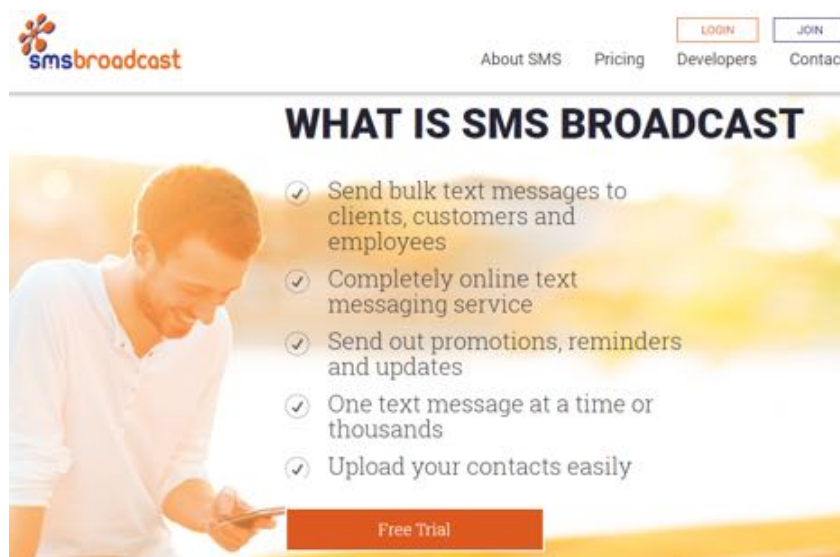 smsbroadcast
LOGIN
JOIN
About SMS
Pricing
Developers
Contac
WHAT IS SMS BROADCAST
Send bulk text messages to
clients, customers and
employees
Completely online text
messaging service
Send out promotions, reminders
and updates
One text message at a time or
thousands
Upload your contacts easily
Free Trial